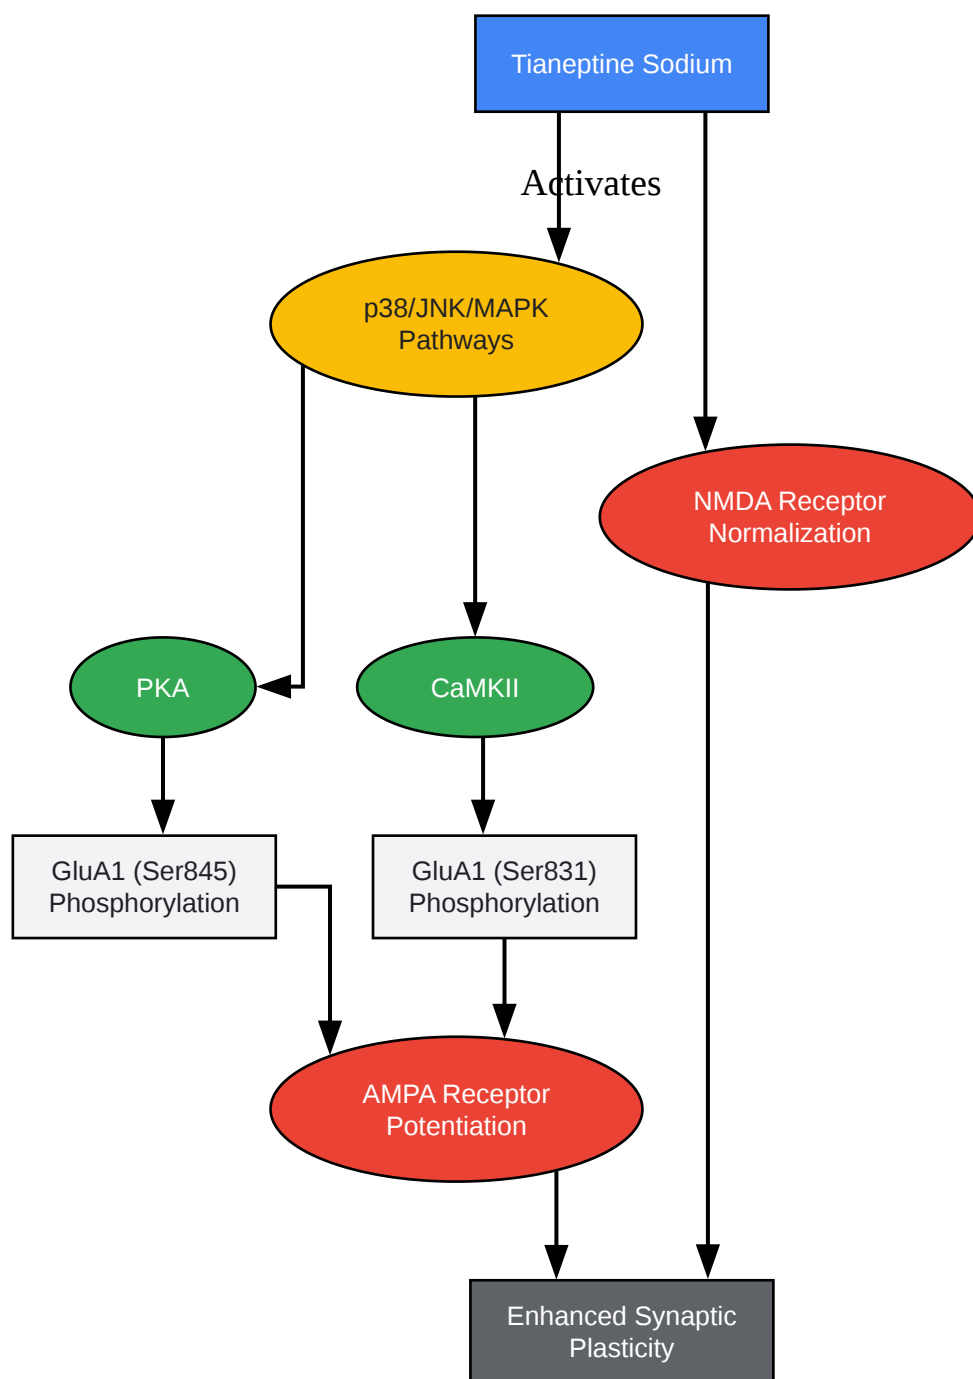 Tianeptine Sodium
Activates
p38/JNK/MAPK
Pathways
NMDA Receptor
Normalization
PKA
CaMKII
GluA1 (Ser845)
Phosphorylation
GluA1 (Ser831)
Phosphorylation
AMPA Receptor
Potentiation
Enhanced Synaptic
Plasticity